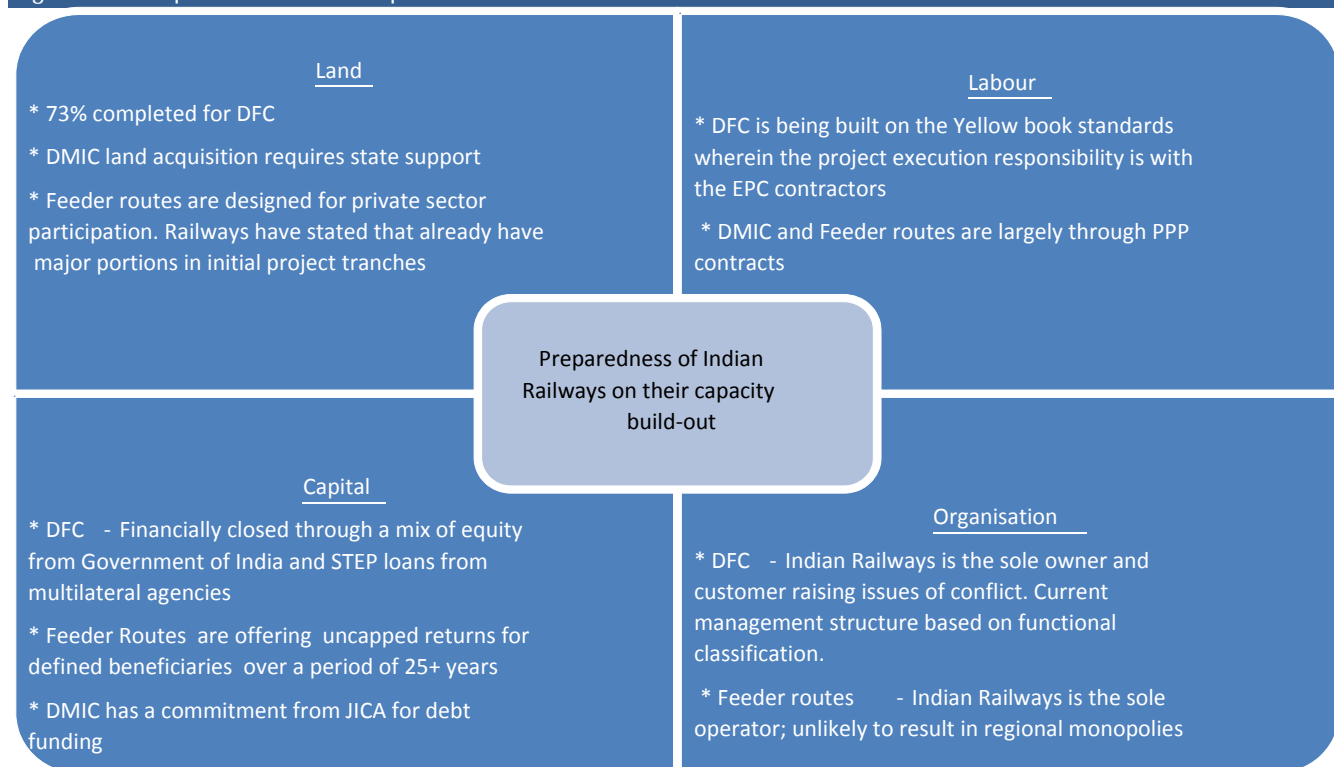 Land
* 73% completed for DFC
* DMIC land acquisition requires state support
* Feeder routes are designed for private sector
participation. Railways have stated that already have
major portions in initial project tranches
Labour
* DFC is being built on the Yellow book standards
wherein the project execution responsibility is with
the EPC contractors
* DMIC and Feeder routes are largely through PPP
contracts
Preparedness of Indian
Railways on their capacity
build-out
Capital
* DFC - Financially closed through a mix of equity
from Government of India and STEP loans from
multilateral agencies
* Feeder Routes are offering uncapped returns for
defined beneficiaries over a period of 25+ years
* DMIC has a commitment from JICA for debt
funding
Organisation
* DFC - Indian Railways is the sole owner and
customer raising issues of conflict. Current
management structure based on functional
classification.
* Feeder routes - Indian Railways is the sole
operator; unlikely to result in regional monopolies